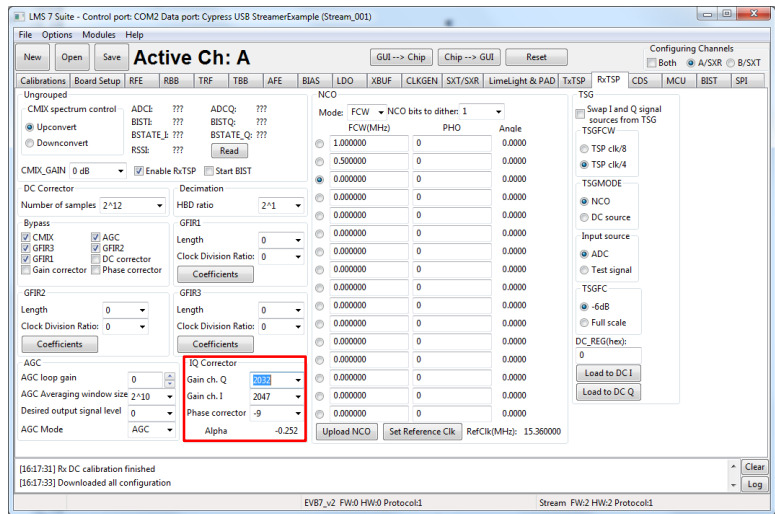 LMS 7 Suite - Control port: COM2 Data port: Cypress USB StreamerExample (Stream_001)
File Options Modules Help
New Open Save Active Ch: A GUI --> Chip Chip --> GUI Reset Configuring Channels
Both A/SXR B/SXT
Calibrations Board Setup RFE RBB TRF TBB AFE BIAS LDO XBUF CLKGEN SXT/SXR LimeLight & PAD TxTSP RxTSP CDS MCU BIST SPI
Ungrouped
CMIX spectrum control
Upconvert
Downconvert
ADCI: ??? ADCQ: ???
BISTI: ??? BISTQ: ???
BSTATE_I: ??? BSTATE_Q: ???
RSSI: ??? Read
CMIX_GAIN 0 dB Enable RxTSP Start BIST
DC Corrector
Number of samples 2^12
Decimation
HBD ratio 2^1
Bypass
CMIX AGC
GFIR3 GFIR2
GFIR1 DC corrector
Gain corrector Phase corrector
GFIR1
Length 0
Clock Division Ratio: 0
Coefficients
GFIR2
Length 0
Clock Division Ratio: 0
Coefficients
GFIR3
Length 0
Clock Division Ratio: 0
Coefficients
AGC
AGC loop gain 0
AGC Averaging window size 2^10
Desired output signal level 0
AGC Mode AGC
IQ Corrector
Gain ch. Q 2032
Gain ch. I 2047
Phase corrector -9
Alpha -0.252
NCO
Mode: FCW NCO bits to dither: 1
FCW(MHz) PHO Angle
1.000000 0 0.0000
0.500000 0 0.0000
0.000000 0 0.0000
0.000000 0 0.0000
0.000000 0 0.0000
0.000000 0 0.0000
0.000000 0 0.0000
0.000000 0 0.0000
0.000000 0 0.0000
0.000000 0 0.0000
0.000000 0 0.0000
0.000000 0 0.0000
0.000000 0 0.0000
0.000000 0 0.0000
0.000000 0 0.0000
0.000000 0 0.0000
Upload NCO Set Reference Clk RefClk(MHz): 15.360000
TSG
Swap I and Q signal
sources from TSG
TSGFCW
TSP clk/8
TSP clk/4
TSGMODE
NCO
DC source
Input source
ADC
Test signal
TSGFC
-6dB
Full scale
DC_REG(hex):
0
Load to DC I
Load to DC Q
[16:17:31] Rx DC calibration finished
[16:17:33] Downloaded all configuration
Clear
Log
EVB7_v2 FW:0 HW:0 Protocol:1 Stream FW:2 HW:2 Protocol:1